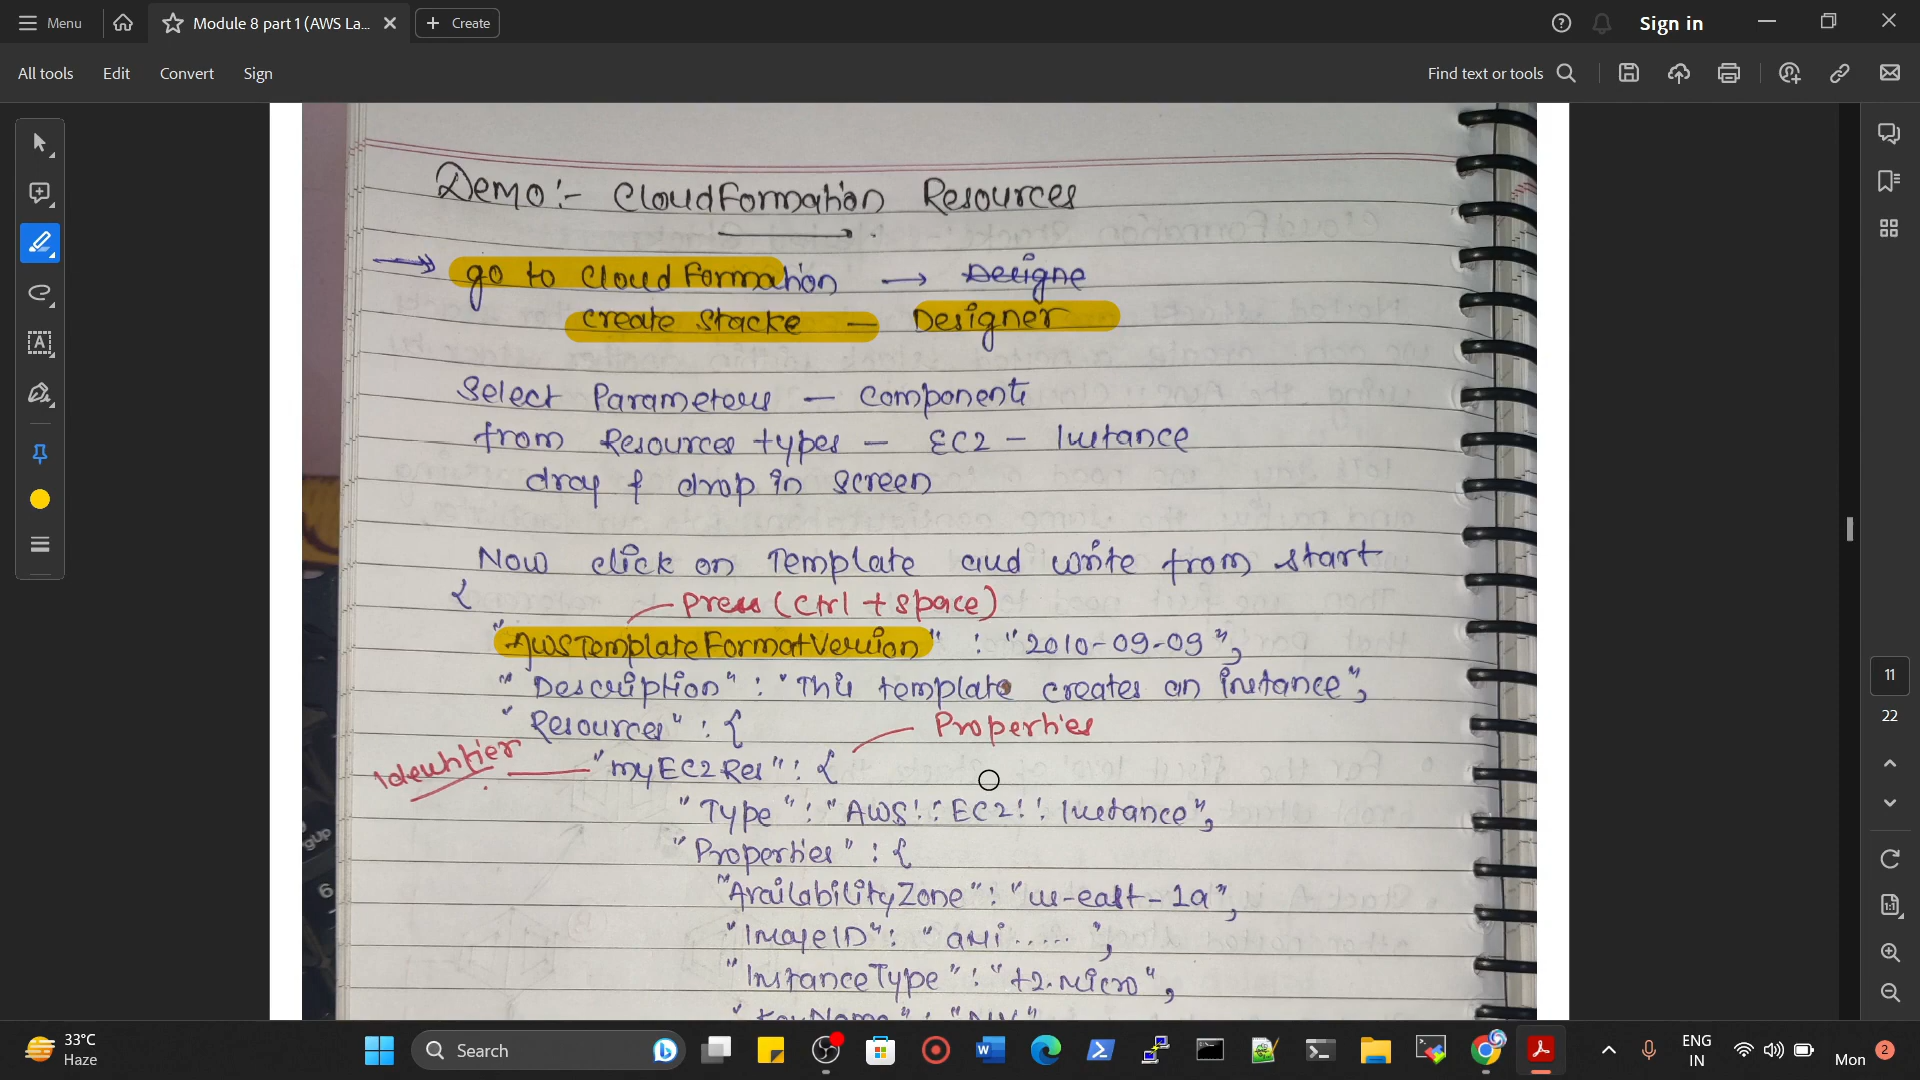 Menu
Module 8 part 1 (AWS La...
Create
Sign in
All tools
Edit
Convert
Sign
Find text or tools
Demo:- CloudFormation Resources
go to CloudFormation → Designe
create Stacke — Designer
Select Parameters — Components
from Resources types — EC2 — Instance
drag & drop in screen
Now click on Template and write from start
{
press (Ctrl + space)
"AWSTemplateFormatVersion" : "2010-09-09",
"Description" : "This template creates an instance",
"Resources" : {
Properties
Identifier
"myEC2Res" : {
"Type" : "AWS::EC2::Instance",
"Properties" : {
"AvailabilityZone" : "us-east-1a",
"ImageID" : "ami.....",
"InstanceType" : "t2.micro",
"KeyName" :
11
22
33°C
Haze
Search
ENG
IN
Mon
2